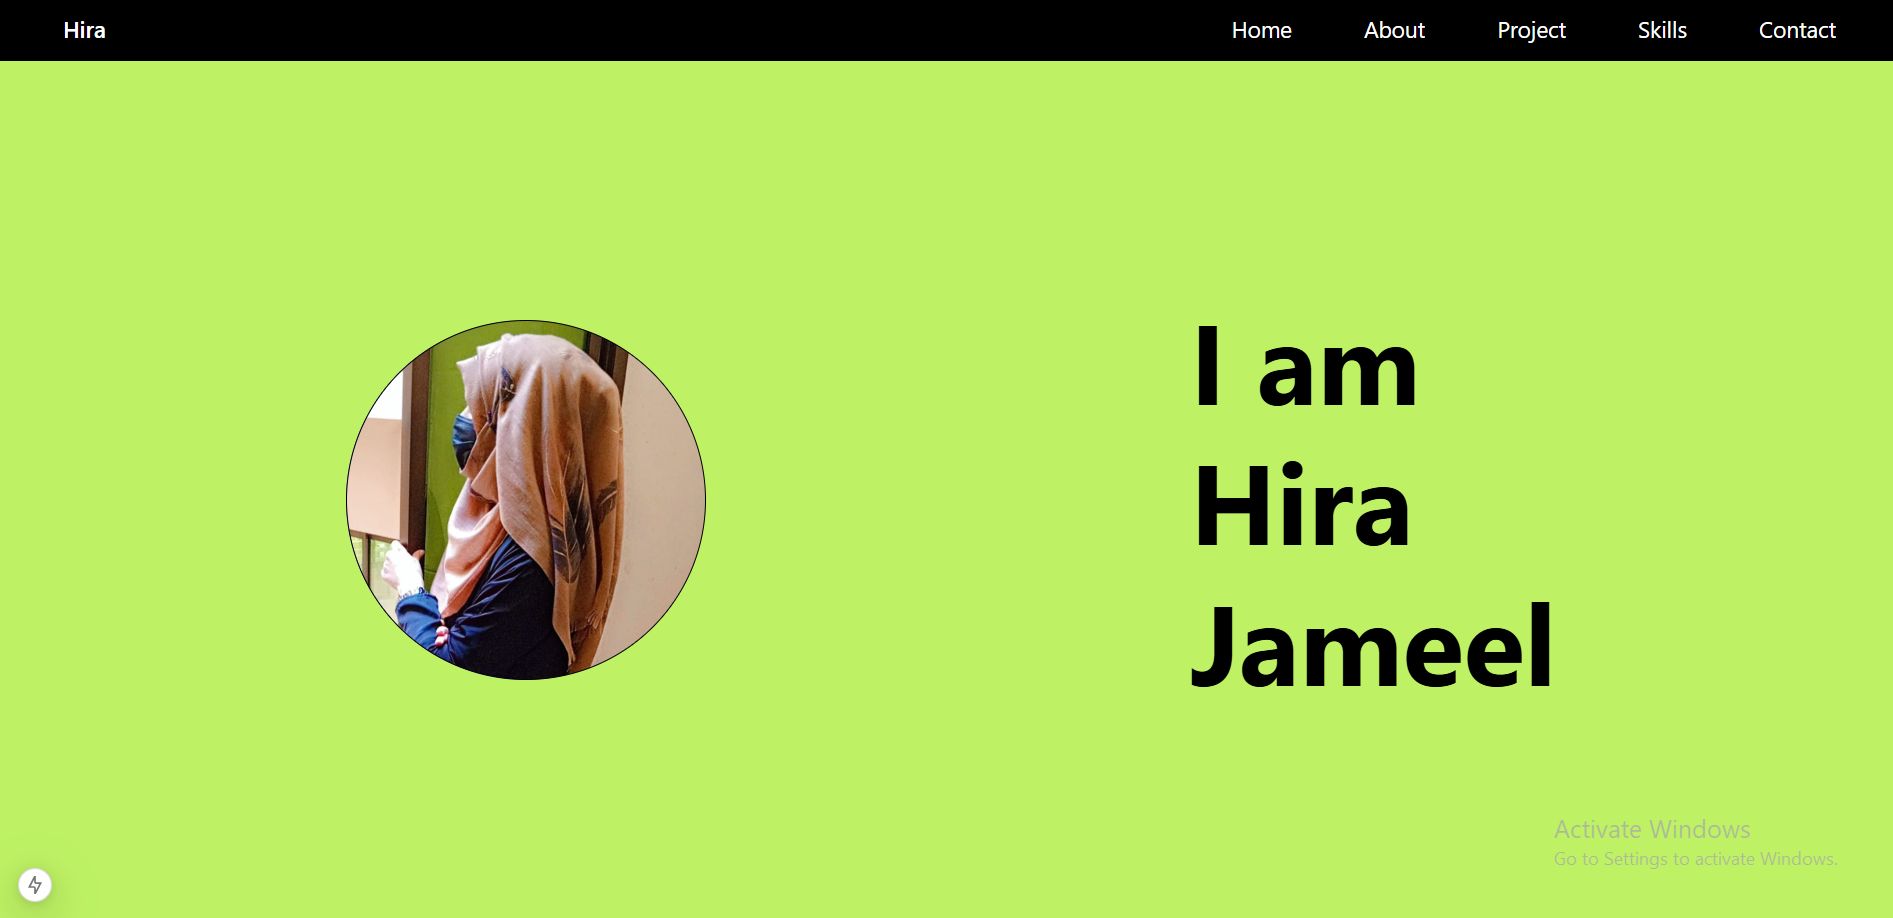 Hira
Home
About
Project
Skills
Contact
I am
Hira
Jameel
Activate Windows
Go to Settings to activate Windows.